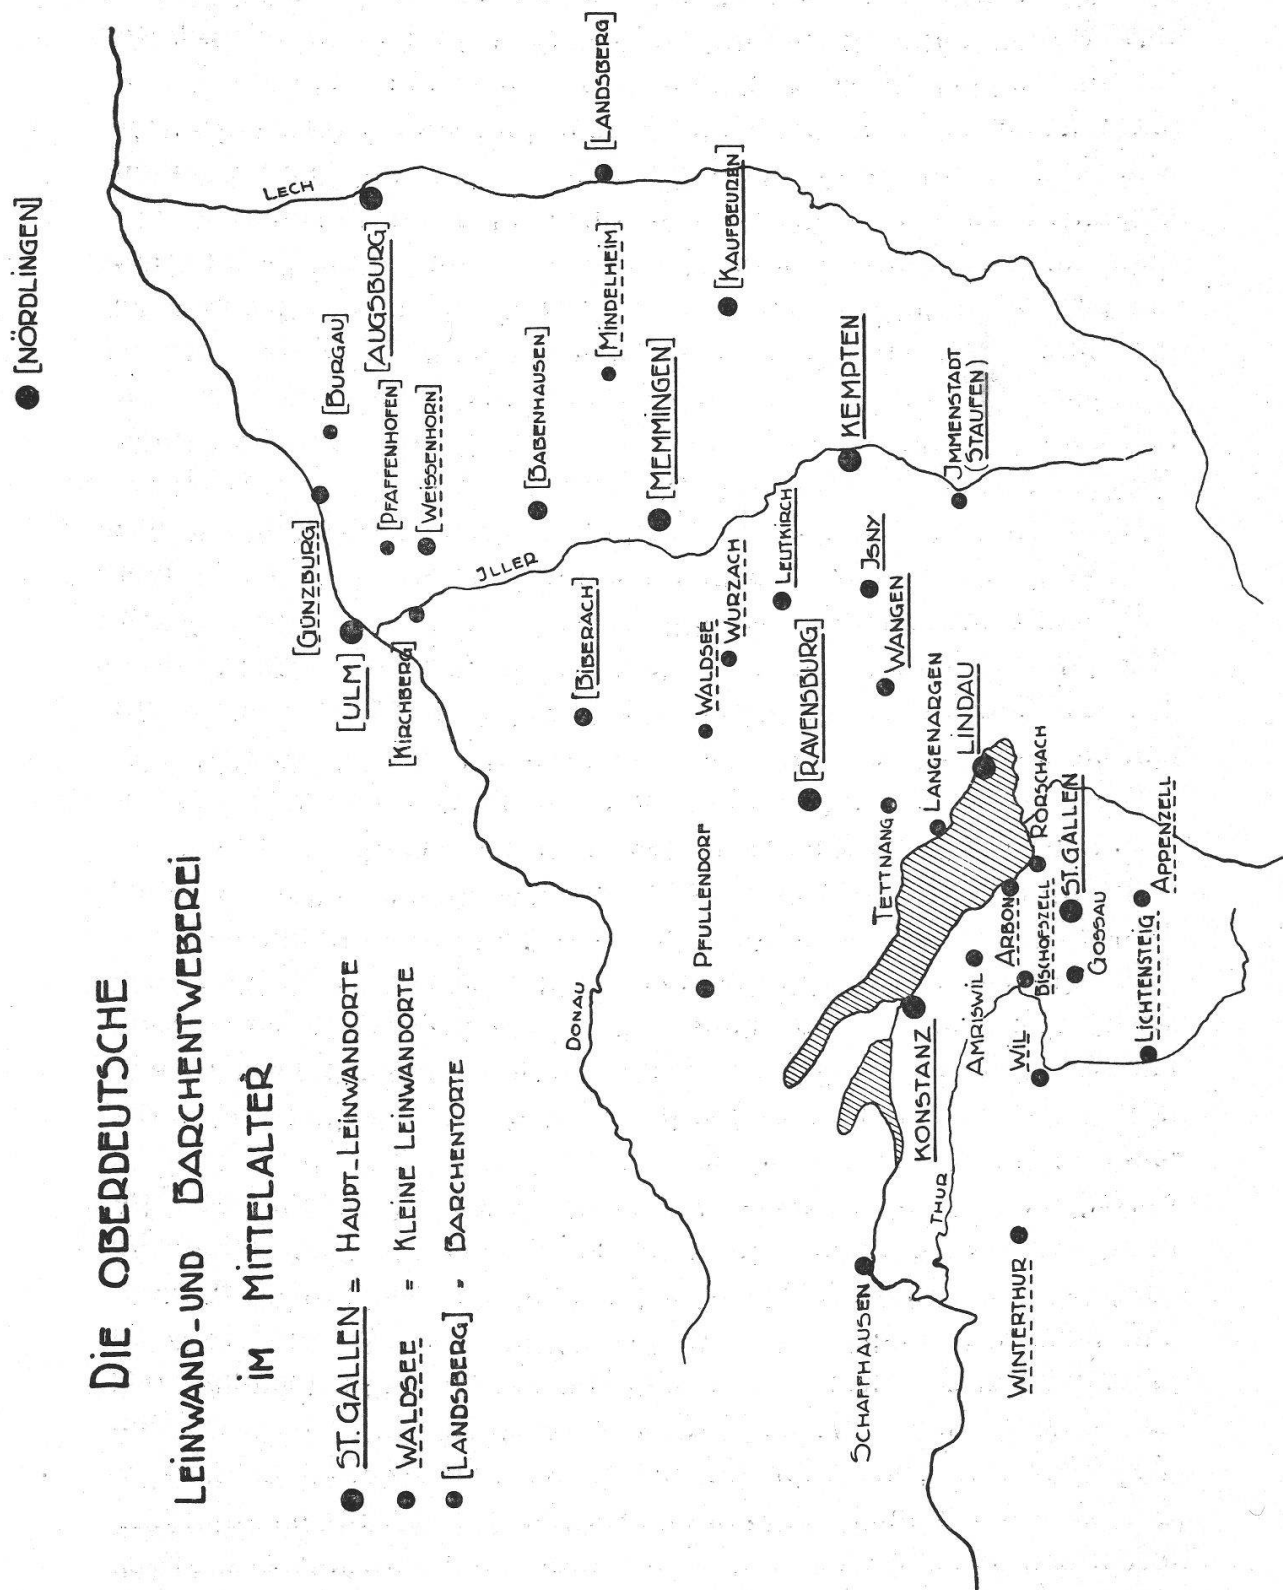 DIE OBERDEUTSCHE
LEINWAND-UND BARCHENTWEBEREI
IM MITTELALTER
ST. GALLEN = HAUPT-LEINWANDORTE
WALDSEE = KLEINE LEINWANDORTE
[LANDSBERG] = BARCHENTORTE
[NÖRDLINGEN]
LECH
[AUGSBURG]
[BURGAU]
[PFAFFENHOFEN]
[WEISSENHORN]
[GÜNZBURG]
[ULM]
[KIRCHBERG]
ILLER
[BABENHAUSEN]
[LANDSBERG]
[MINDELHEIM]
[MEMMINGEN]
[BIBERACH]
DONAU
[KAUFBEUREN]
WURZACH
WALDSEE
PFULLENDORF
LEUTKIRCH
[RAVENSBURG]
KEMPTEN
ISNY
WANGEN
TETTNANG
LANGENARGEN
LINDAU
IMMENSTADT
(STAUFEN)
KONSTANZ
SCHAFFHAUSEN
THUR
AMRISWIL
ARBON
RORSCHACH
BISCHOFSZELL
ST. GALLEN
GOSSAU
WIL
WINTERTHUR
APPENZELL
LICHTENSTEIG